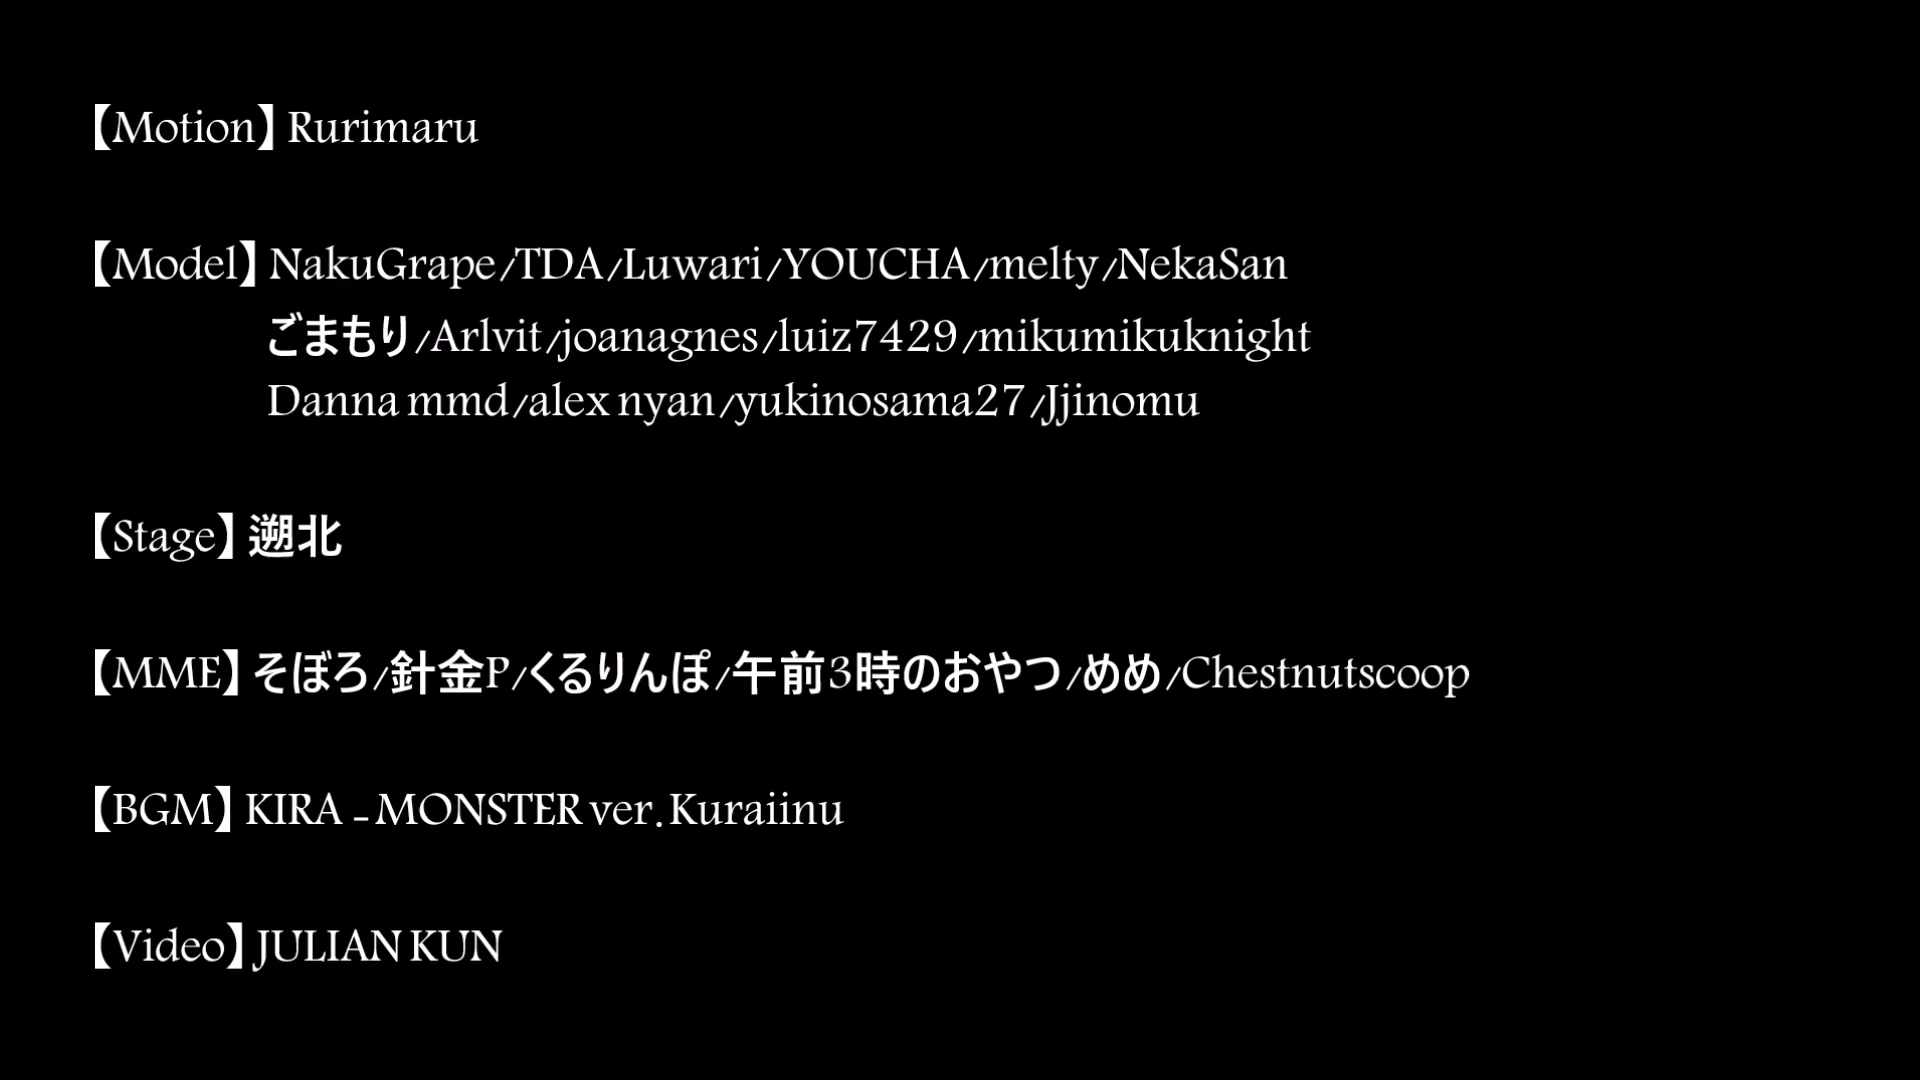 【Motion】Rurimaru
【Model】NakuGrape/TDA/Luwari/YOUCHA/melty/NekaSan
ごまもり/Arlvit/joanagnes/luiz7429/mikumikuknight
Danna mmd/alex nyan/yukinosama27/Jjinomu
【Stage】遡北
【MME】そぼろ/針金P/くるりんぽ/午前3時のおやつ/めめ/Chestnutscoop
【BGM】KIRA - MONSTER ver. Kuraiinu
【Video】JULIAN KUN